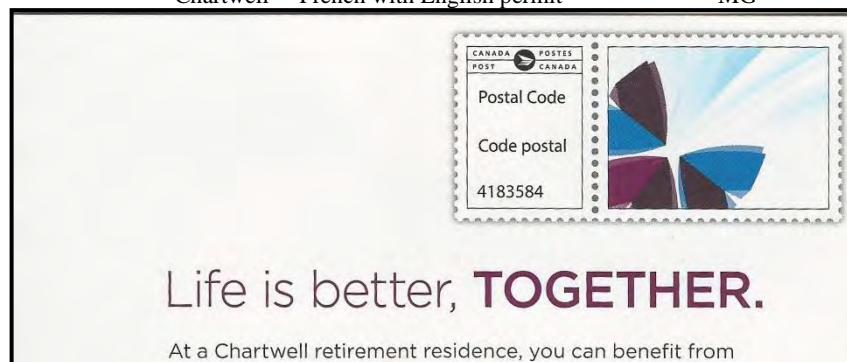 Chartwell – French with English permit MG
CANADA POSTES
POST CANADA
Postal Code
Code postal
4183584
Life is better, TOGETHER.
At a Chartwell retirement residence, you can benefit from